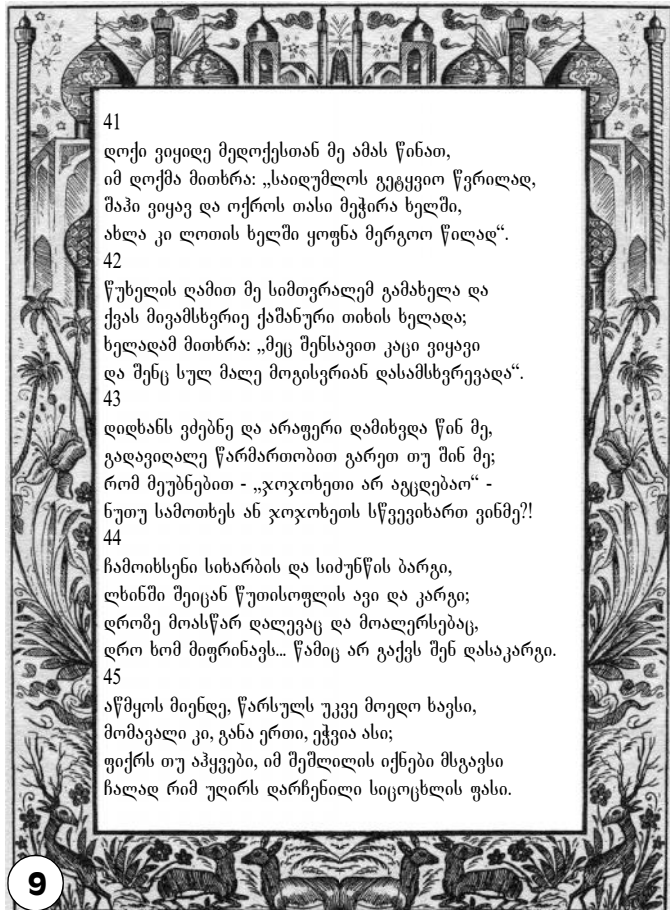 41
დოქი ვიყიდე მედოქესთან მე ამას წინათ,
იმ დოქმა მითხრა: „საიდუმლოს გეტყვიო წვრილად,
შაჰი ვიყავ და ოქროს თასი მეჭირა ხელში,
ახლა კი ლოთის ხელში ყოფნა მერგოო წილად“.
42
წუხელის ღამით მე სიმთვრალემ გამახელა და
ქვას მივამსხვრიე ქაშანური თიხის ხელადა;
ხელადამ მითხრა: „მეც შენსავით კაცი ვიყავი
და შენც სულ მალე მოგისვრიან დასამსხვრევადა“.
43
დიდხანს ვძებნე და არაფერი დამიხვდა წინ მე,
გადავიღალე წარმართობით გარეთ თუ შინ მე;
რომ მეუბნებით - „ჯოჯოხეთი არ აგცდებაო“ -
ნუთუ სამოთხეს ან ჯოჯოხეთს სწვევიხართ ვინმე?!
44
ჩამოიხსენი სიხარბის და სიძუნწის ბარგი,
ლხინში შეიცან წუთისოფლის ავი და კარგი;
დროზე მოასწარ დალევაც და მოალერსებაც,
დრო ხომ მიფრინავს... წამიც არ გაქვს შენ დასაკარგი.
45
აწმყოს მიენდე, წარსულს უკვე მოედო ხავსი,
მომავალი კი, განა ერთი, ეჭვია ასი;
ფიქრს თუ აჰყვები, იმ შეშლილის იქნები მსგავსი
ჩალად რომ უღირს დარჩენილი სიცოცხლის ფასი.
9